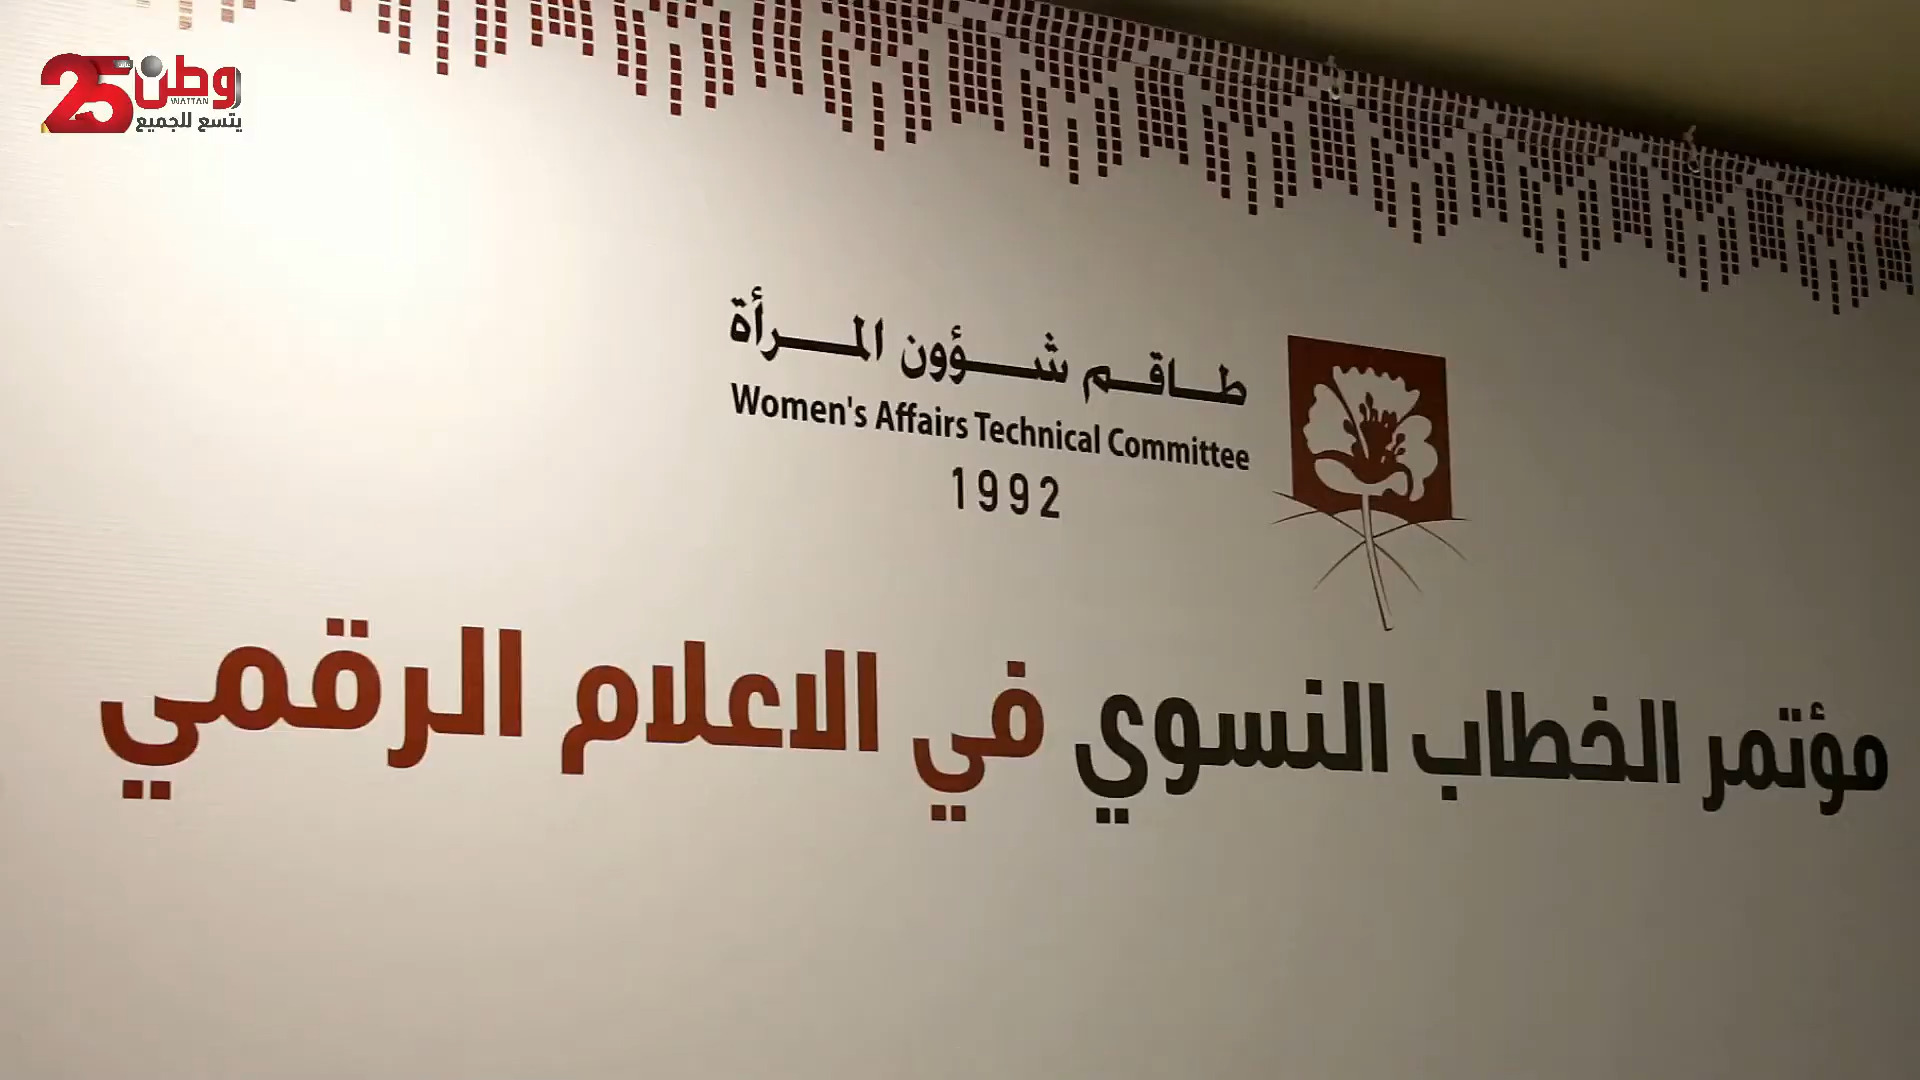 25 وطن
WATTAN
يتسع للجميع
طاقم شؤون المرأة
Women's Affairs Technical Committee
1992
مؤتمر الخطاب النسوي في الاعلام الرقمي